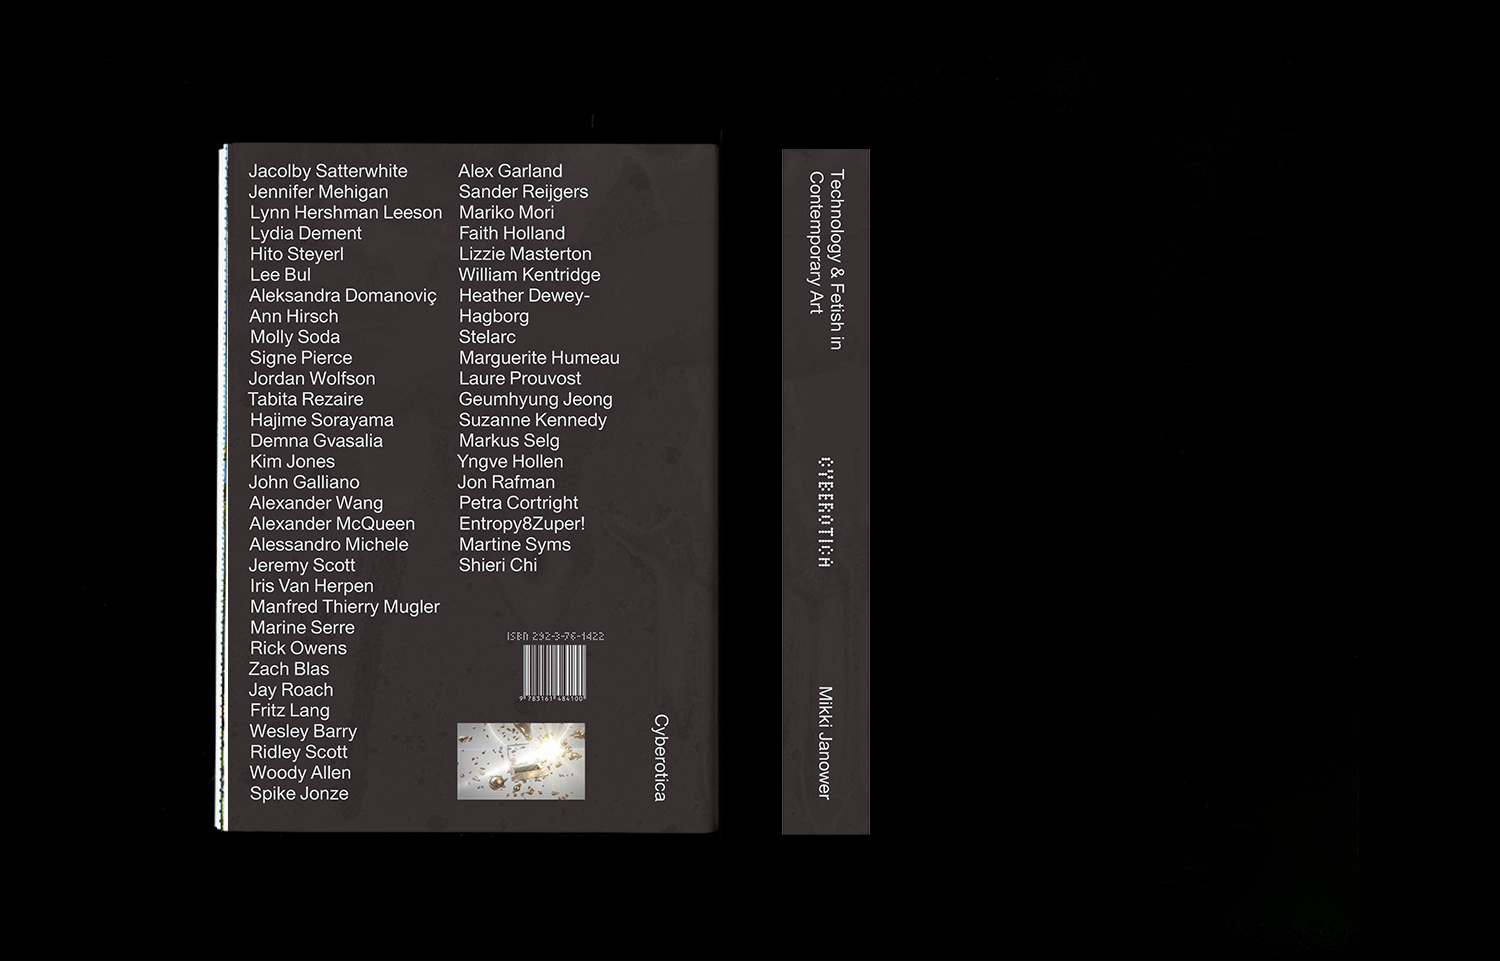 Jacolby Satterwhite
Jennifer Mehigan
Lynn Hershman Leeson
Lydia Dement
Hito Steyerl
Lee Bul
Aleksandra Domanoviç
Ann Hirsch
Molly Soda
Signe Pierce
Jordan Wolfson
Tabita Rezaire
Hajime Sorayama
Demna Gvasalia
Kim Jones
John Galliano
Alexander Wang
Alexander McQueen
Alessandro Michele
Jeremy Scott
Iris Van Herpen
Manfred Thierry Mugler
Marine Serre
Rick Owens
Zach Blas
Jay Roach
Fritz Lang
Wesley Barry
Ridley Scott
Woody Allen
Spike Jonze
Alex Garland
Sander Reijgers
Mariko Mori
Faith Holland
Lizzie Masterton
William Kentridge
Heather Dewey-
Hagborg
Stelarc
Marguerite Humeau
Laure Prouvost
Geumhyung Jeong
Suzanne Kennedy
Markus Selg
Yngve Hollen
Jon Rafman
Petra Cortright
Entropy8Zuper!
Martine Syms
Shieri Chi
ISBN 292-3-76-1422
9 783161 484100
Cyberotica
Technology & Fetish in
Contemporary Art
CYBEROTICA
Mikki Janower